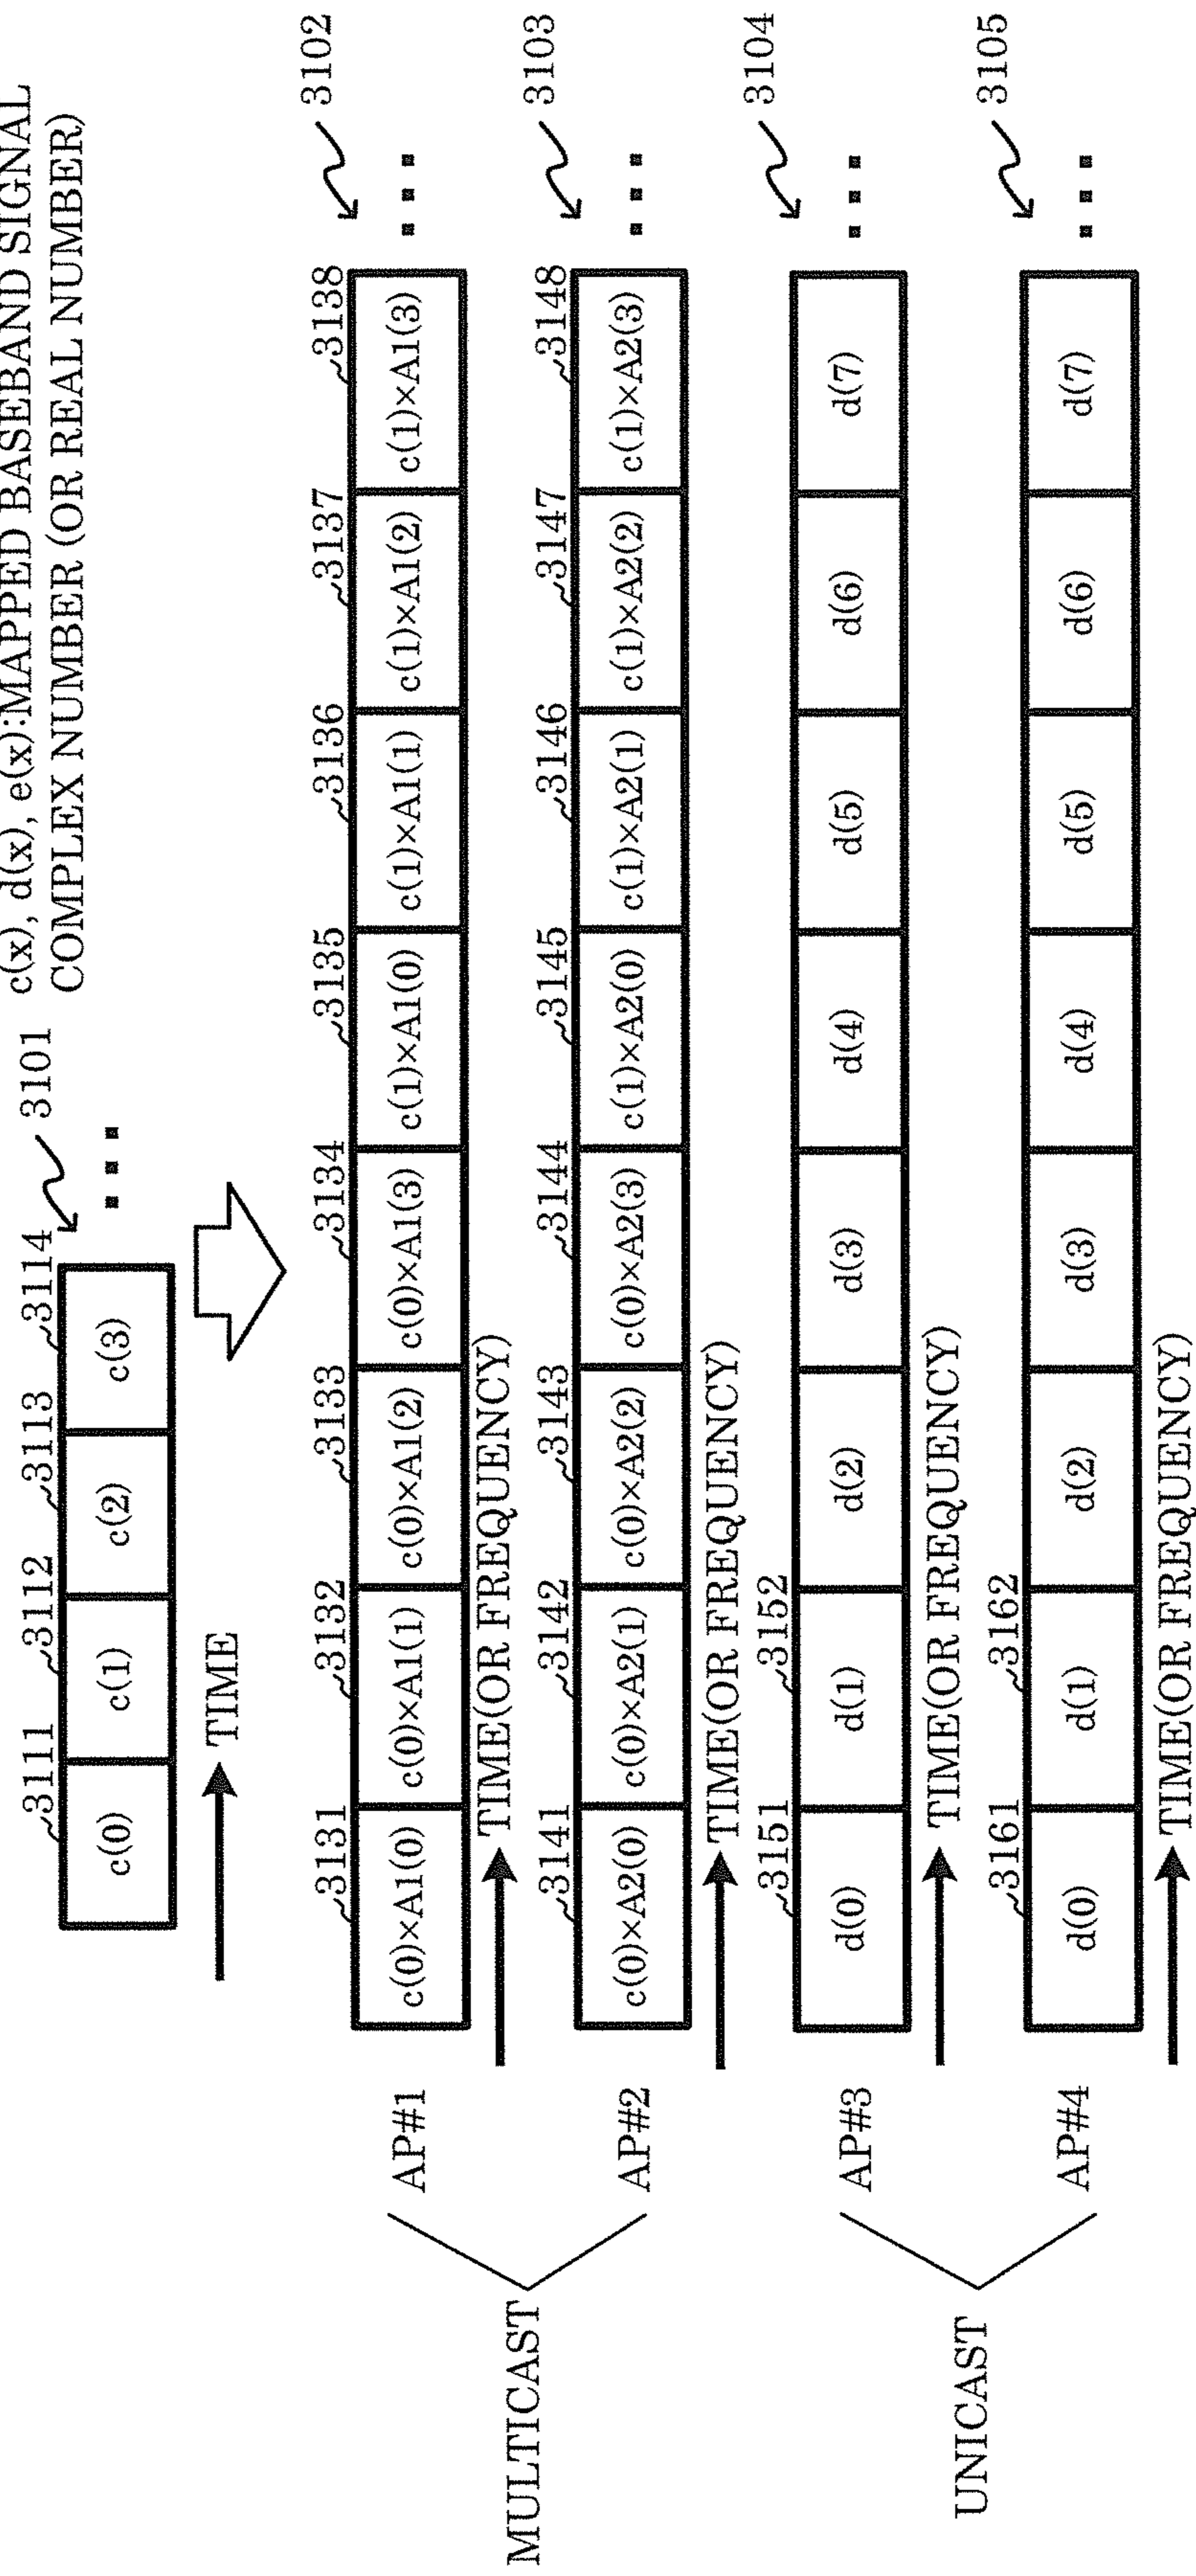 c(x), d(x), e(x):MAPPED BASEBAND SIGNAL
COMPLEX NUMBER (OR REAL NUMBER)
3111 3112 3113 3114 3101
c(0) c(1) c(2) c(3) ...
TIME
3131 3132 3133 3134 3135 3136 3137 3138 3102
AP#1 c(0)×A1(0) c(0)×A1(1) c(0)×A1(2) c(0)×A1(3) c(1)×A1(0) c(1)×A1(1) c(1)×A1(2) c(1)×A1(3) ...
TIME(OR FREQUENCY)
MULTICAST
3141 3142 3143 3144 3145 3146 3147 3148 3103
AP#2 c(0)×A2(0) c(0)×A2(1) c(0)×A2(2) c(0)×A2(3) c(1)×A2(0) c(1)×A2(1) c(1)×A2(2) c(1)×A2(3) ...
TIME(OR FREQUENCY)
3151 3152 3104
AP#3 d(0) d(1) d(2) d(3) d(4) d(5) d(6) d(7) ...
TIME(OR FREQUENCY)
UNICAST
3161 3162 3105
AP#4 d(0) d(1) d(2) d(3) d(4) d(5) d(6) d(7) ...
TIME(OR FREQUENCY)